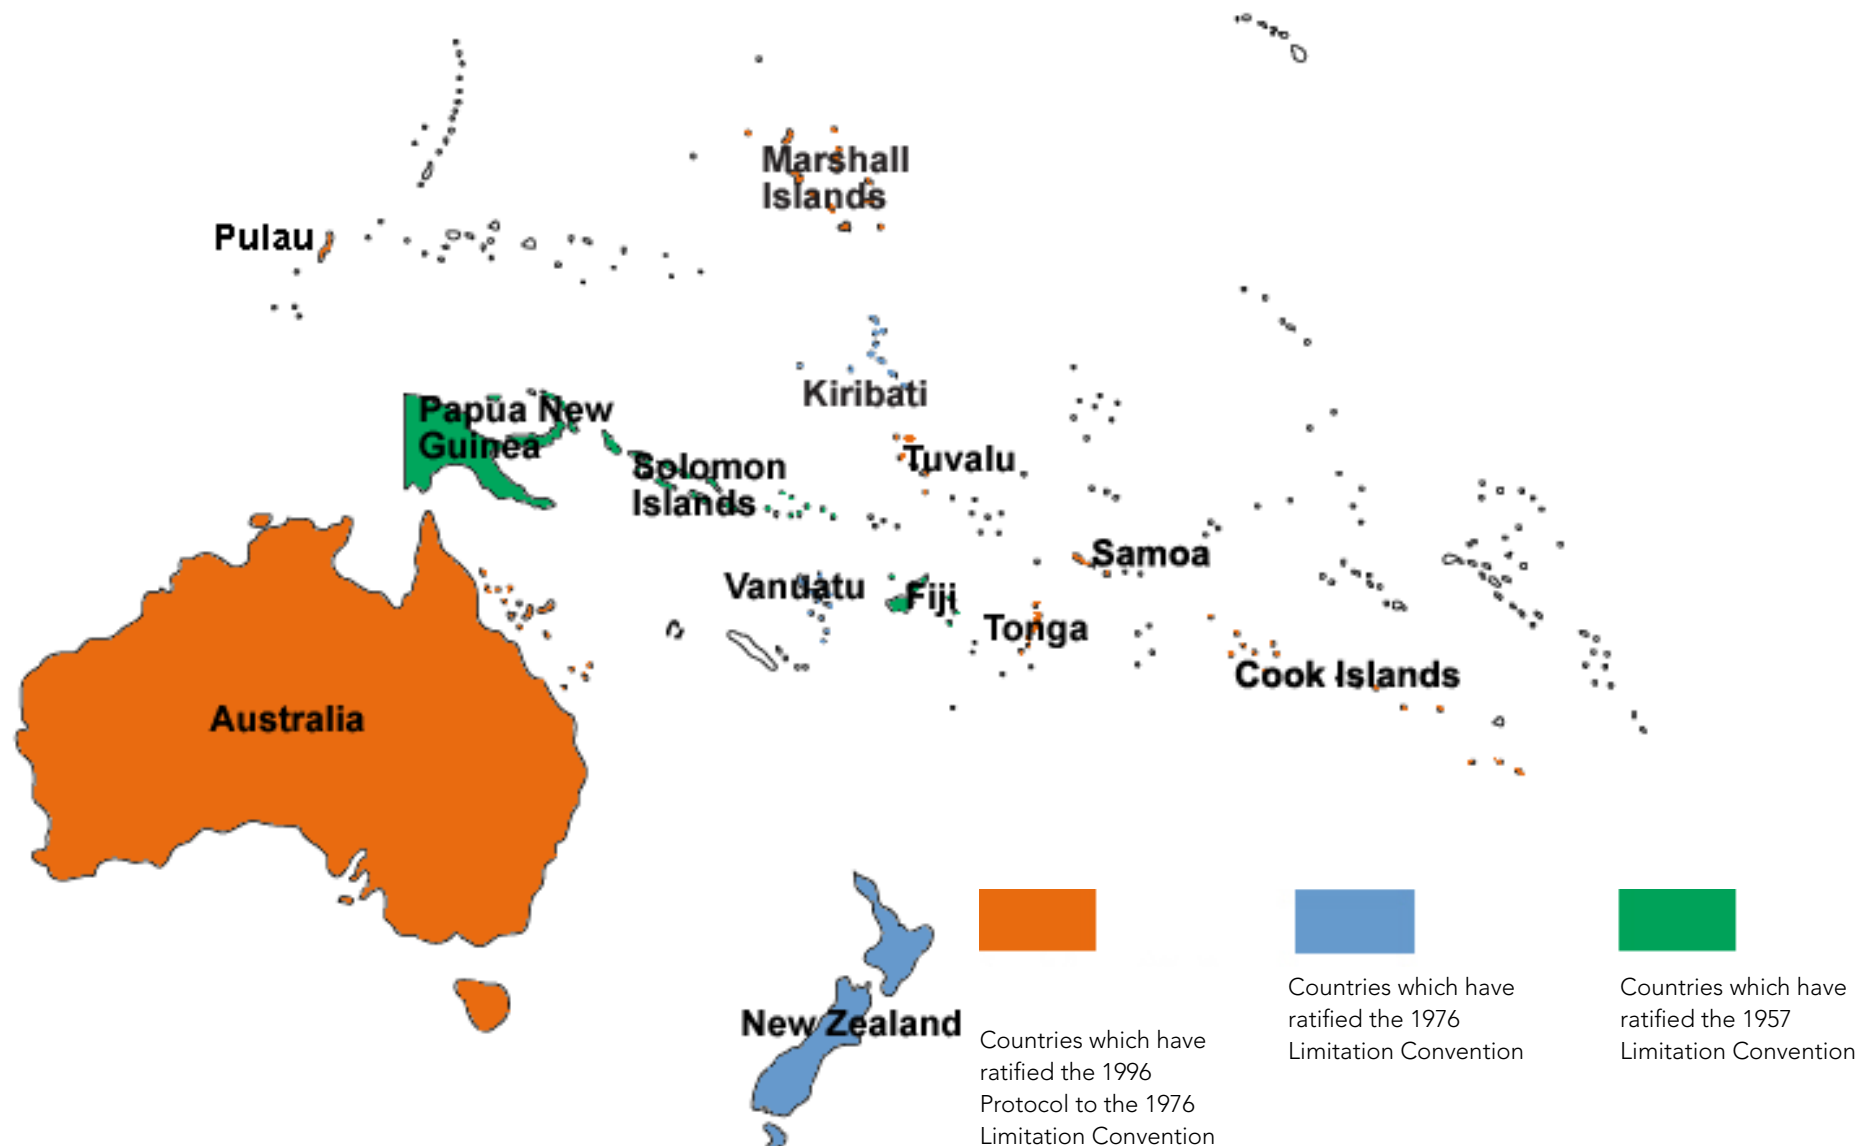 Marshall
Islands
Pulau
Kiribati
Papua New
Guinea
Solomon
Islands
Tuvalu
Samoa
Vanuatu
Fiji
Tonga
Cook Islands
Australia
New Zealand
Countries which have
ratified the 1996
Protocol to the 1976
Limitation Convention
Countries which have
ratified the 1976
Limitation Convention
Countries which have
ratified the 1957
Limitation Convention